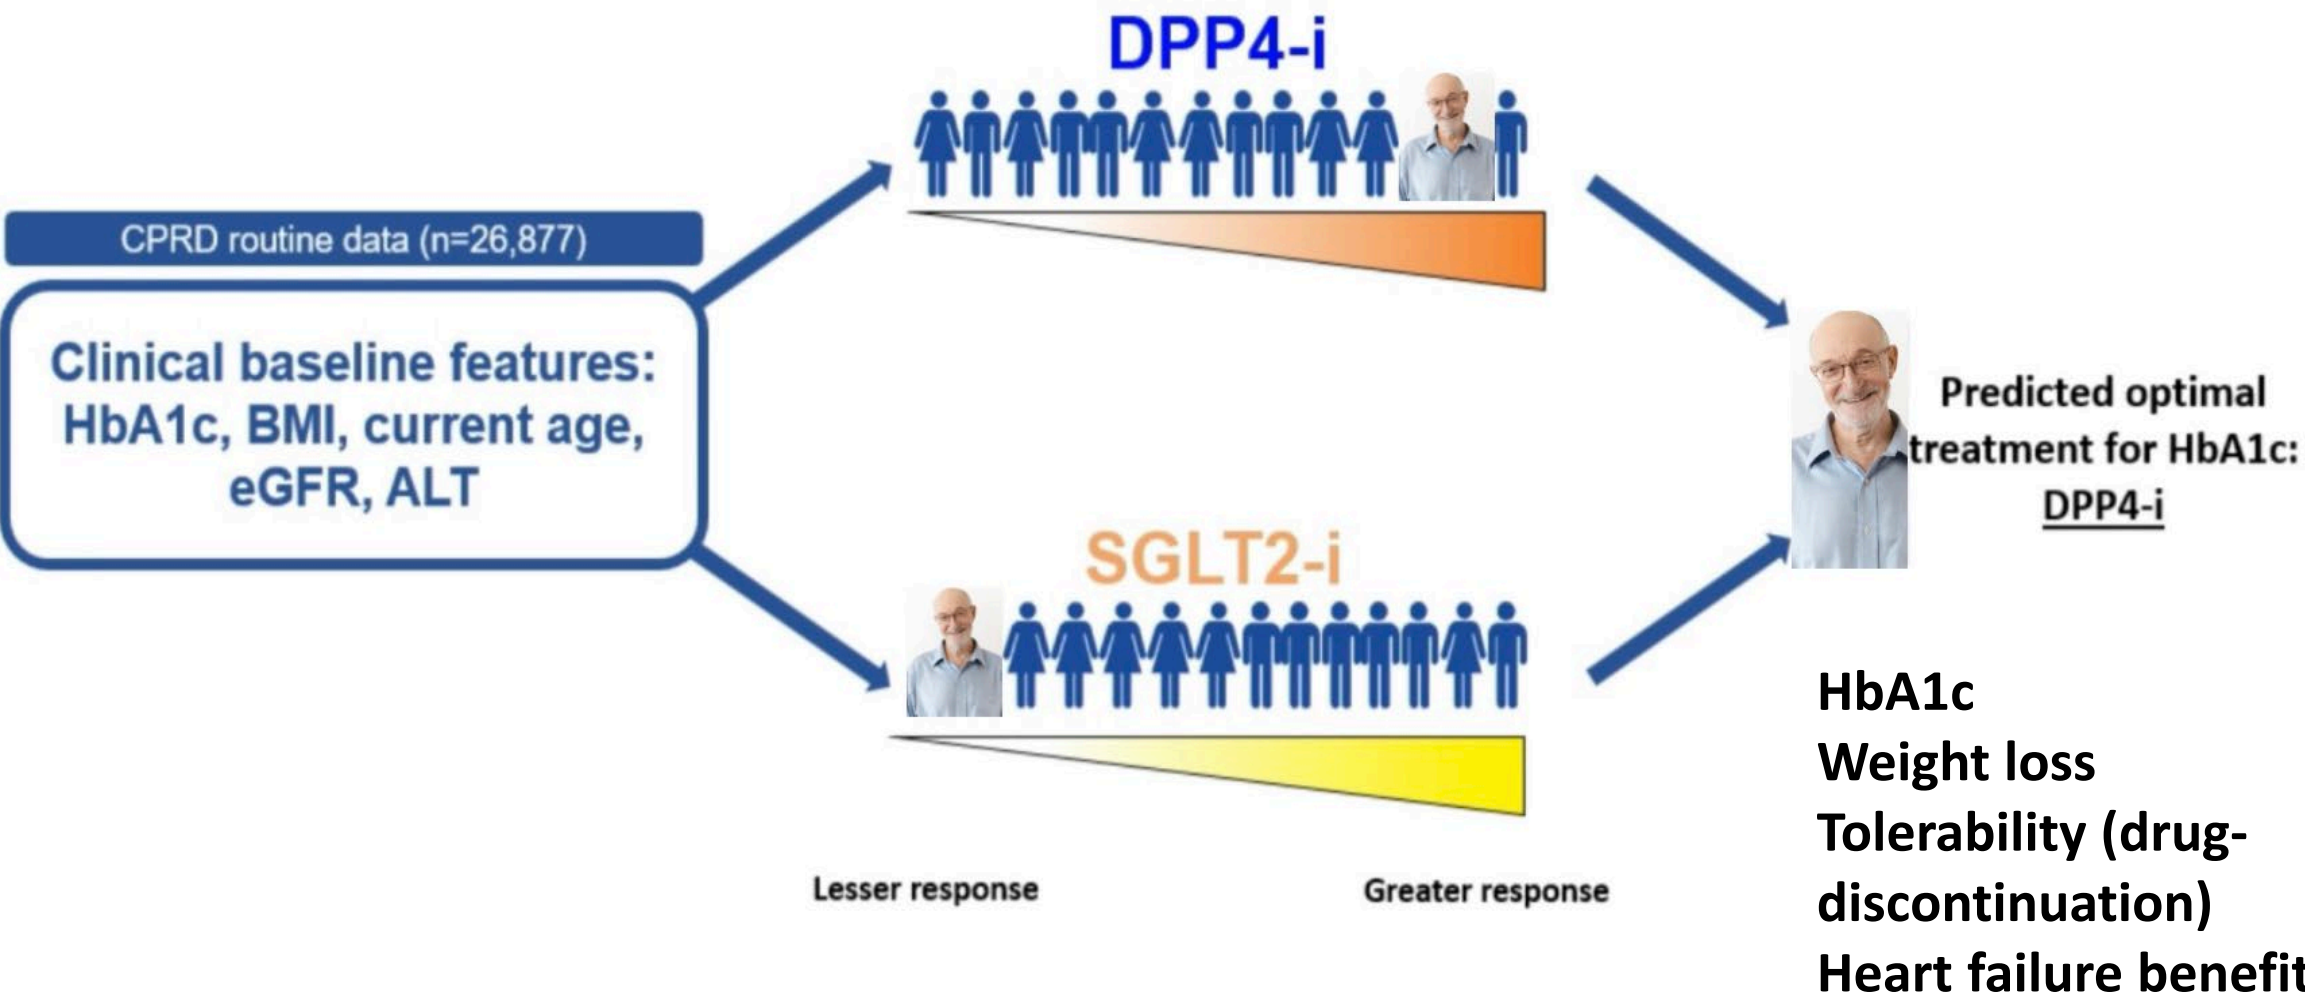 DPP4-i
CPRD routine data (n=26,877)
Clinical baseline features:
HbA1c, BMI, current age,
eGFR, ALT
Predicted optimal
treatment for HbA1c:
DPP4-i
SGLT2-i
Lesser response
Greater response
HbA1c
Weight loss
Tolerability (drug-
discontinuation)
Heart failure benefit